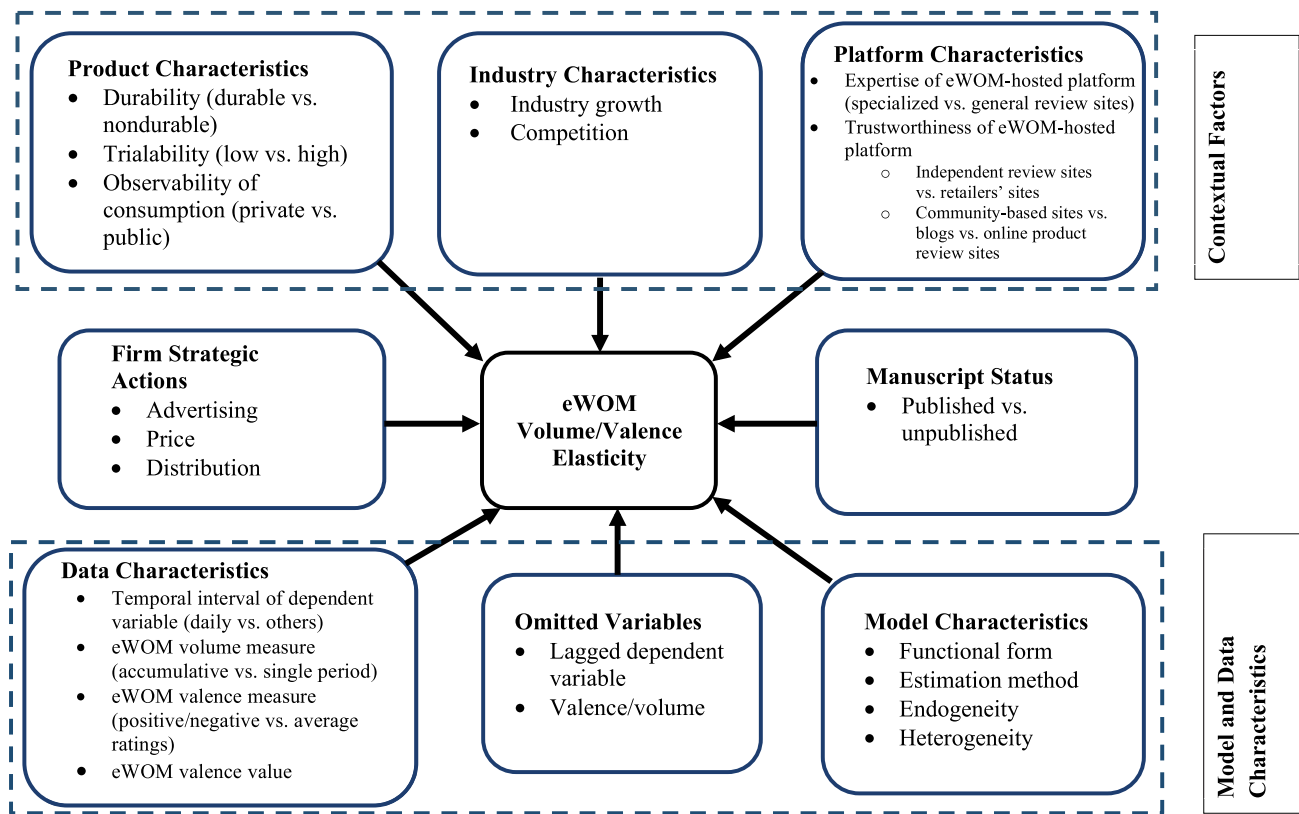 Product Characteristics
• Durability (durable vs.
nondurable)
• Trialability (low vs. high)
• Observability of
consumption (private vs.
public)
Industry Characteristics
• Industry growth
• Competition
Platform Characteristics
• Expertise of eWOM-hosted platform
(specialized vs. general review sites)
• Trustworthiness of eWOM-hosted
platform
○ Independent review sites
vs. retailers’ sites
○ Community-based sites vs.
blogs vs. online product
review sites
Contextual Factors
Firm Strategic
Actions
• Advertising
• Price
• Distribution
eWOM
Volume/Valence
Elasticity
Manuscript Status
• Published vs.
unpublished
Data Characteristics
• Temporal interval of dependent
variable (daily vs. others)
• eWOM volume measure
(accumulative vs. single period)
• eWOM valence measure
(positive/negative vs. average
ratings)
• eWOM valence value
Omitted Variables
• Lagged dependent
variable
• Valence/volume
Model Characteristics
• Functional form
• Estimation method
• Endogeneity
• Heterogeneity
Model and Data
Characteristics